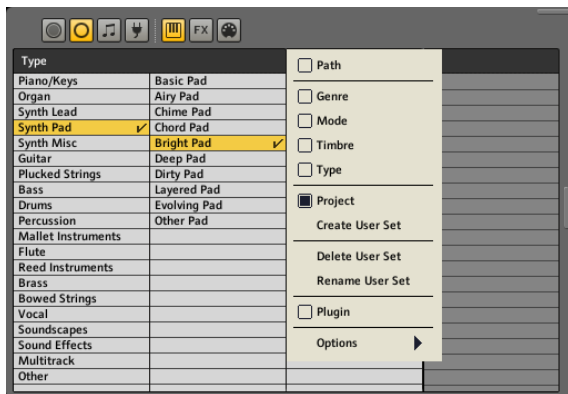 FX
Type
Piano/Keys
Organ
Synth Lead
Synth Pad
Synth Misc
Guitar
Plucked Strings
Bass
Drums
Percussion
Mallet Instruments
Flute
Reed Instruments
Brass
Bowed Strings
Vocal
Soundscapes
Sound Effects
Multitrack
Other
Basic Pad
Airy Pad
Chime Pad
Chord Pad
Bright Pad
Deep Pad
Dirty Pad
Layered Pad
Evolving Pad
Other Pad
Path
Genre
Mode
Timbre
Type
Project
Create User Set
Delete User Set
Rename User Set
Plugin
Options